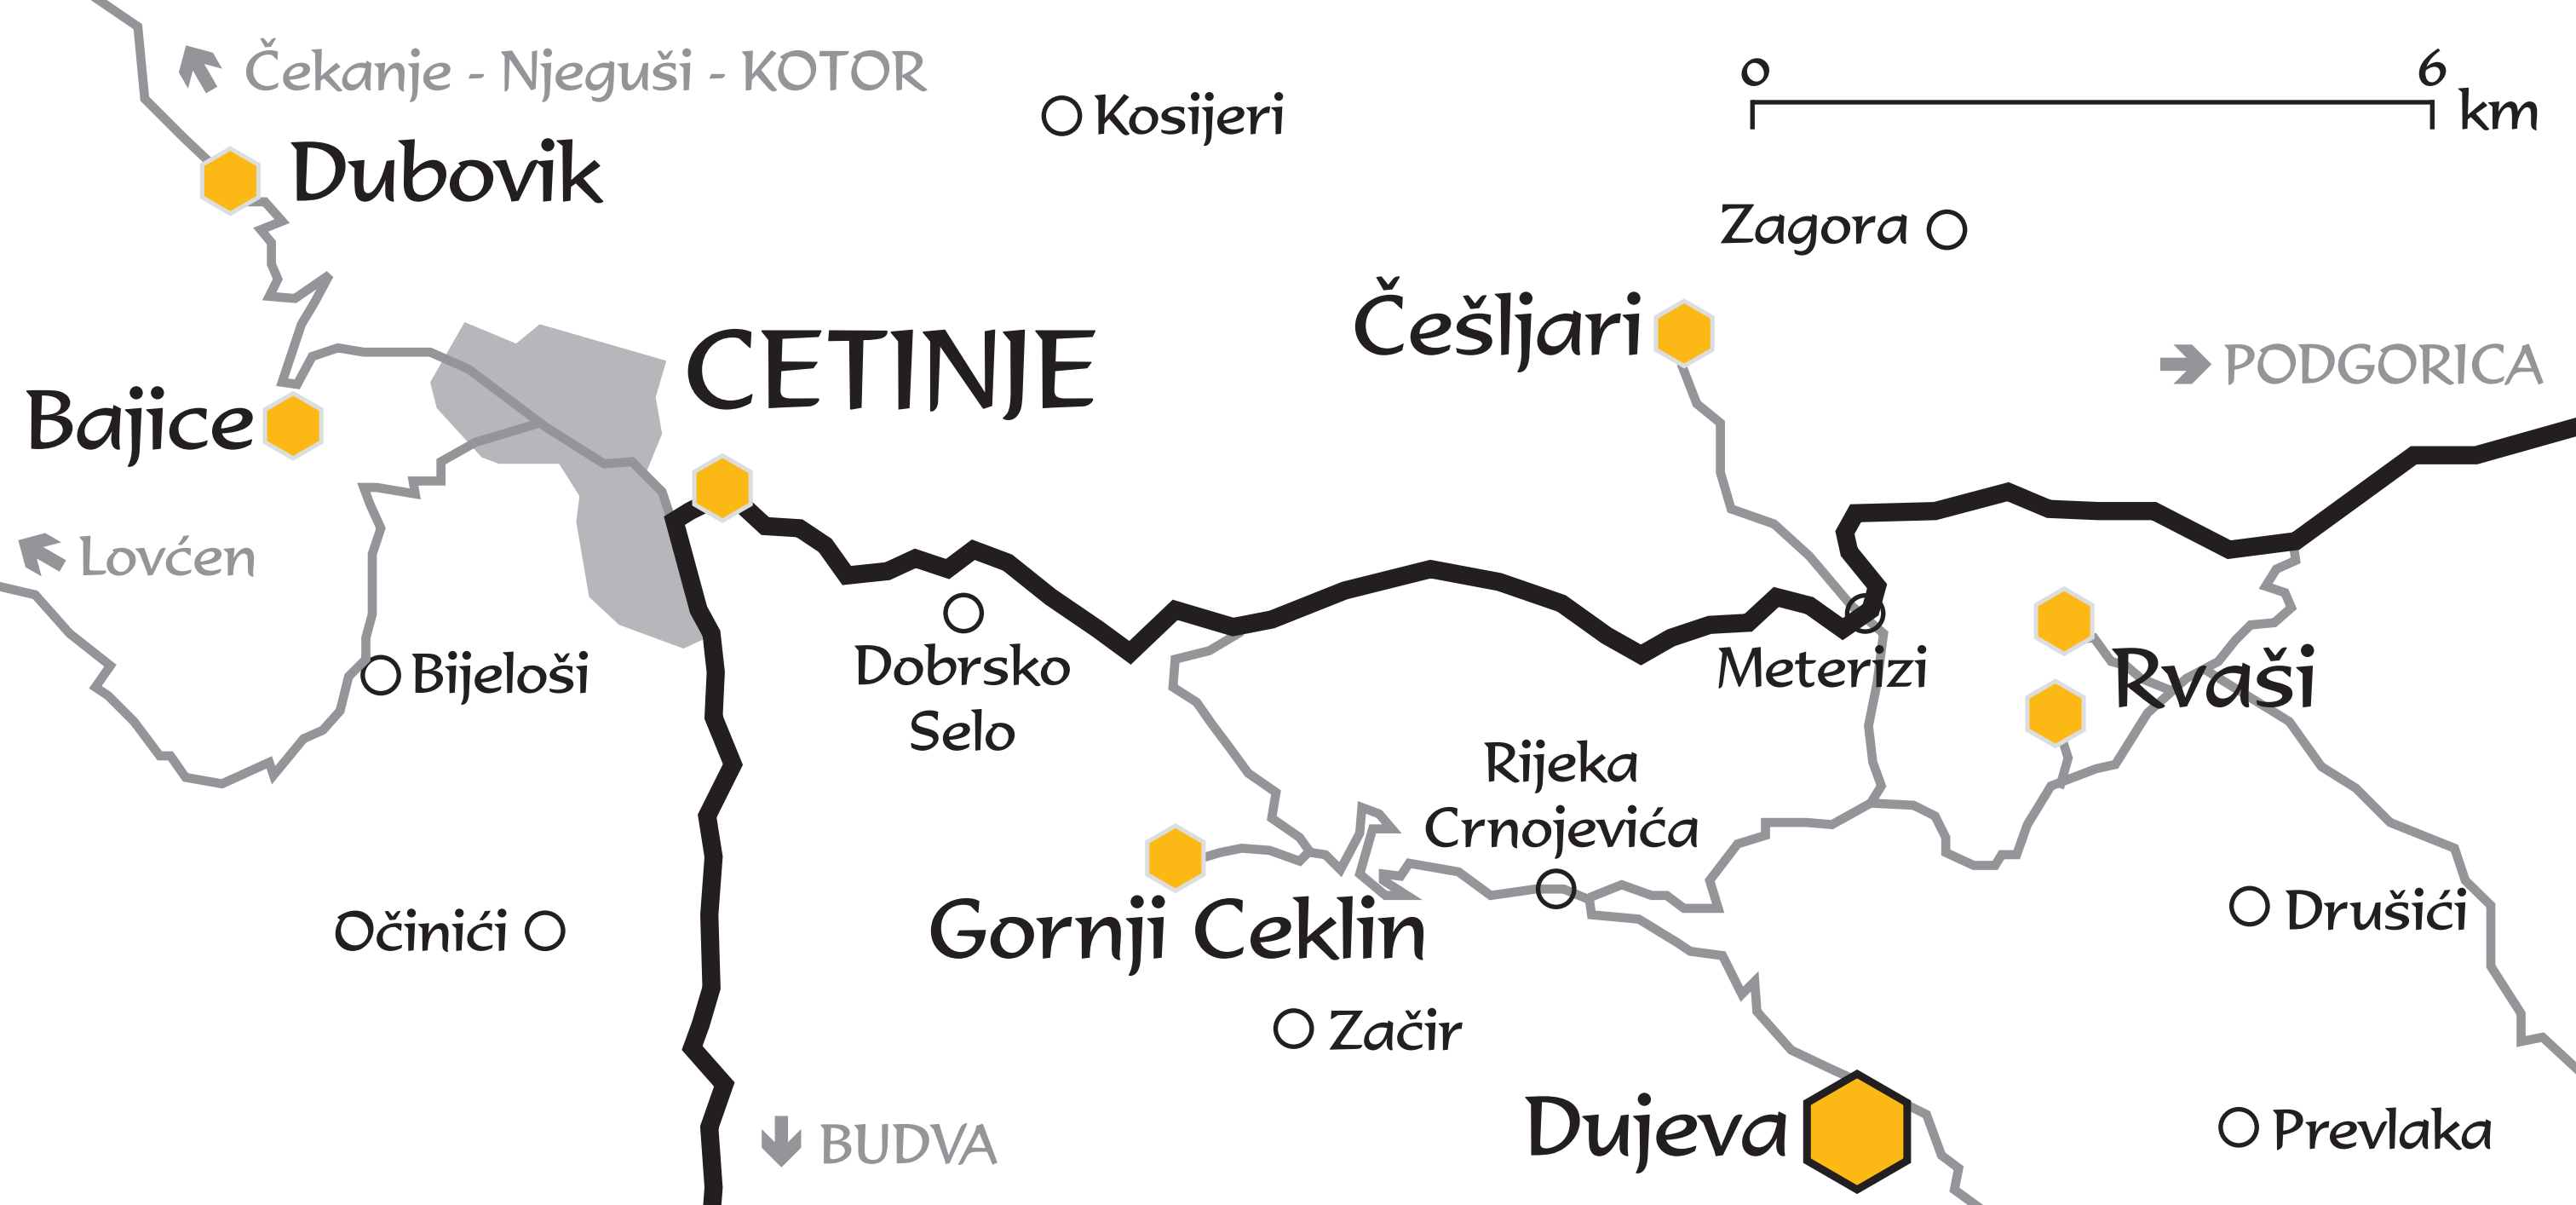 Čekanje - Njeguši - KOTOR
0
6
km
Kosijeri
Dubovik
Zagora
Češljari
CETINJE
PODGORICA
Bajice
Lovćen
Bijeloši
Dobrsko
Selo
Meterizi
Rvaši
Rijeka
Crnojevića
Gornji Ceklin
Očinići
Drušići
Začir
Dujeva
Prevlaka
BUDVA